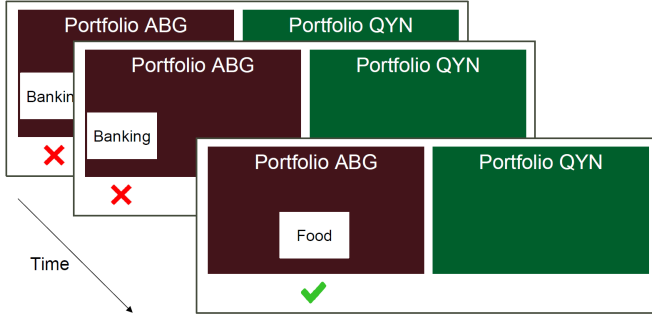 Portfolio ABG
Portfolio QYN
Bankin
Portfolio ABG
Portfolio QYN
Banking
Portfolio ABG
Portfolio QYN
Food
Time